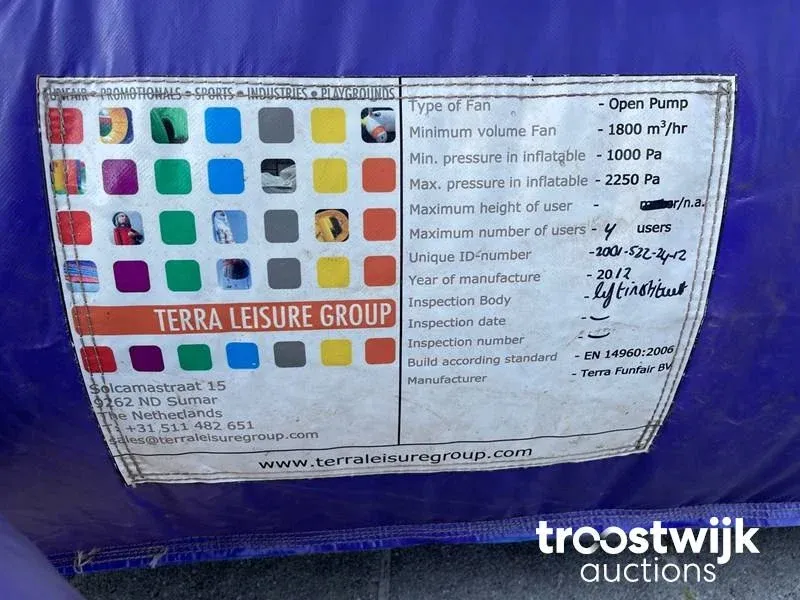 FUNFAIR • PROMOTIONALS • SPORTS • INDUSTRIES • PLAYGROUNDS
TERRA LEISURE GROUP
Solcamastraat 15
9262 ND Sumar
The Netherlands
T: +31 511 482 651
sales@terraleisuregroup.com
Type of Fan - Open Pump
Minimum volume Fan - 1800 m³/hr
Min. pressure in inflatable - 1000 Pa
Max. pressure in inflatable - 2250 Pa
Maximum height of user - /n.a.
Maximum number of users - 4 users
Unique ID-number - 2001-522-24-12
Year of manufacture - 2012
Inspection Body - liftinstituut
Inspection date -
Inspection number -
Build according standard - EN 14960:2006
Manufacturer - Terra Funfair BV
www.terraleisuregroup.com
troostwijk
auctions